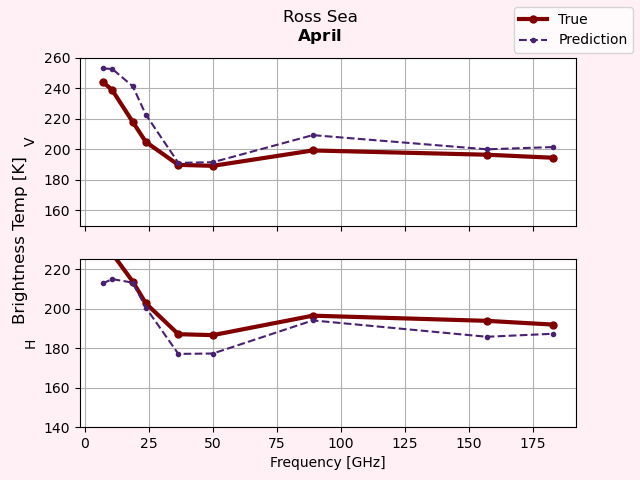 Ross Sea
April
True
Prediction
Brightness Temp [K]
V
260
240
220
200
180
160
H
220
200
180
160
140
0
25
50
75
100
125
150
175
Frequency [GHz]